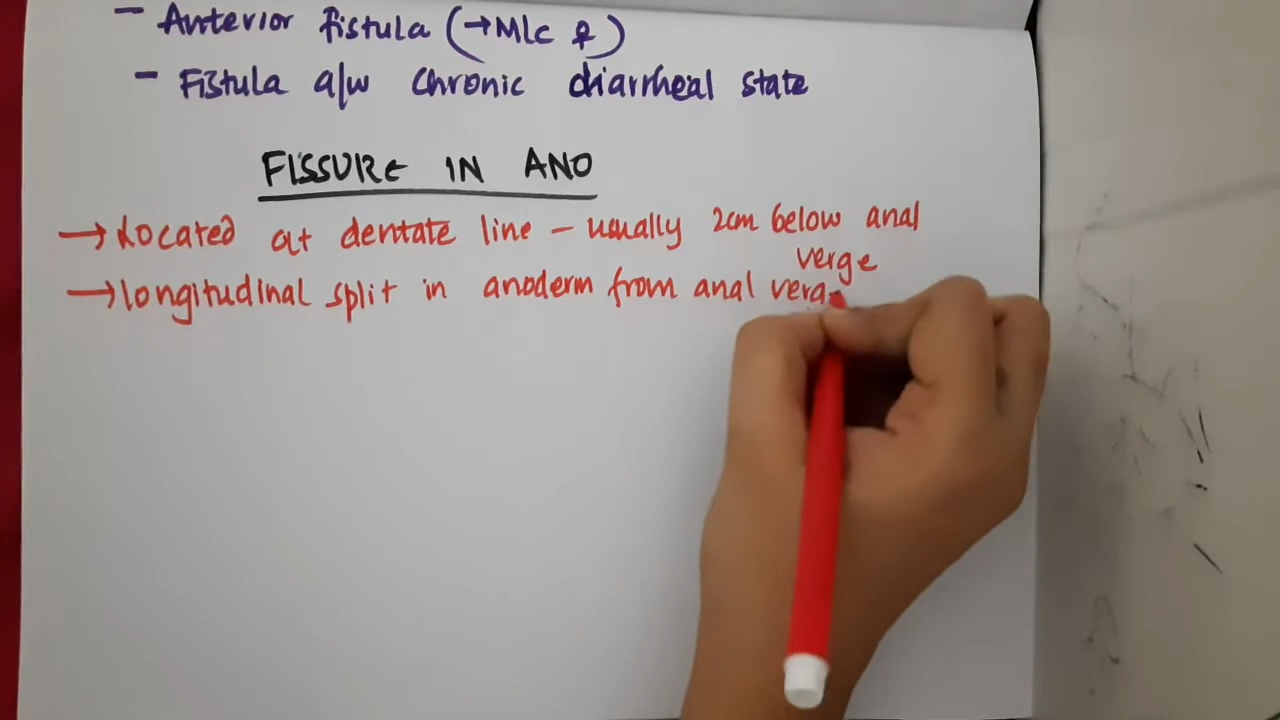 - Anterior fistula (→Mlc ♀)
- Fistula a/w chronic diarrheal state
FISSURE IN ANO
→ Located at dentate line - usually 2cm below anal
verge
→ longitudinal split in anoderm from anal